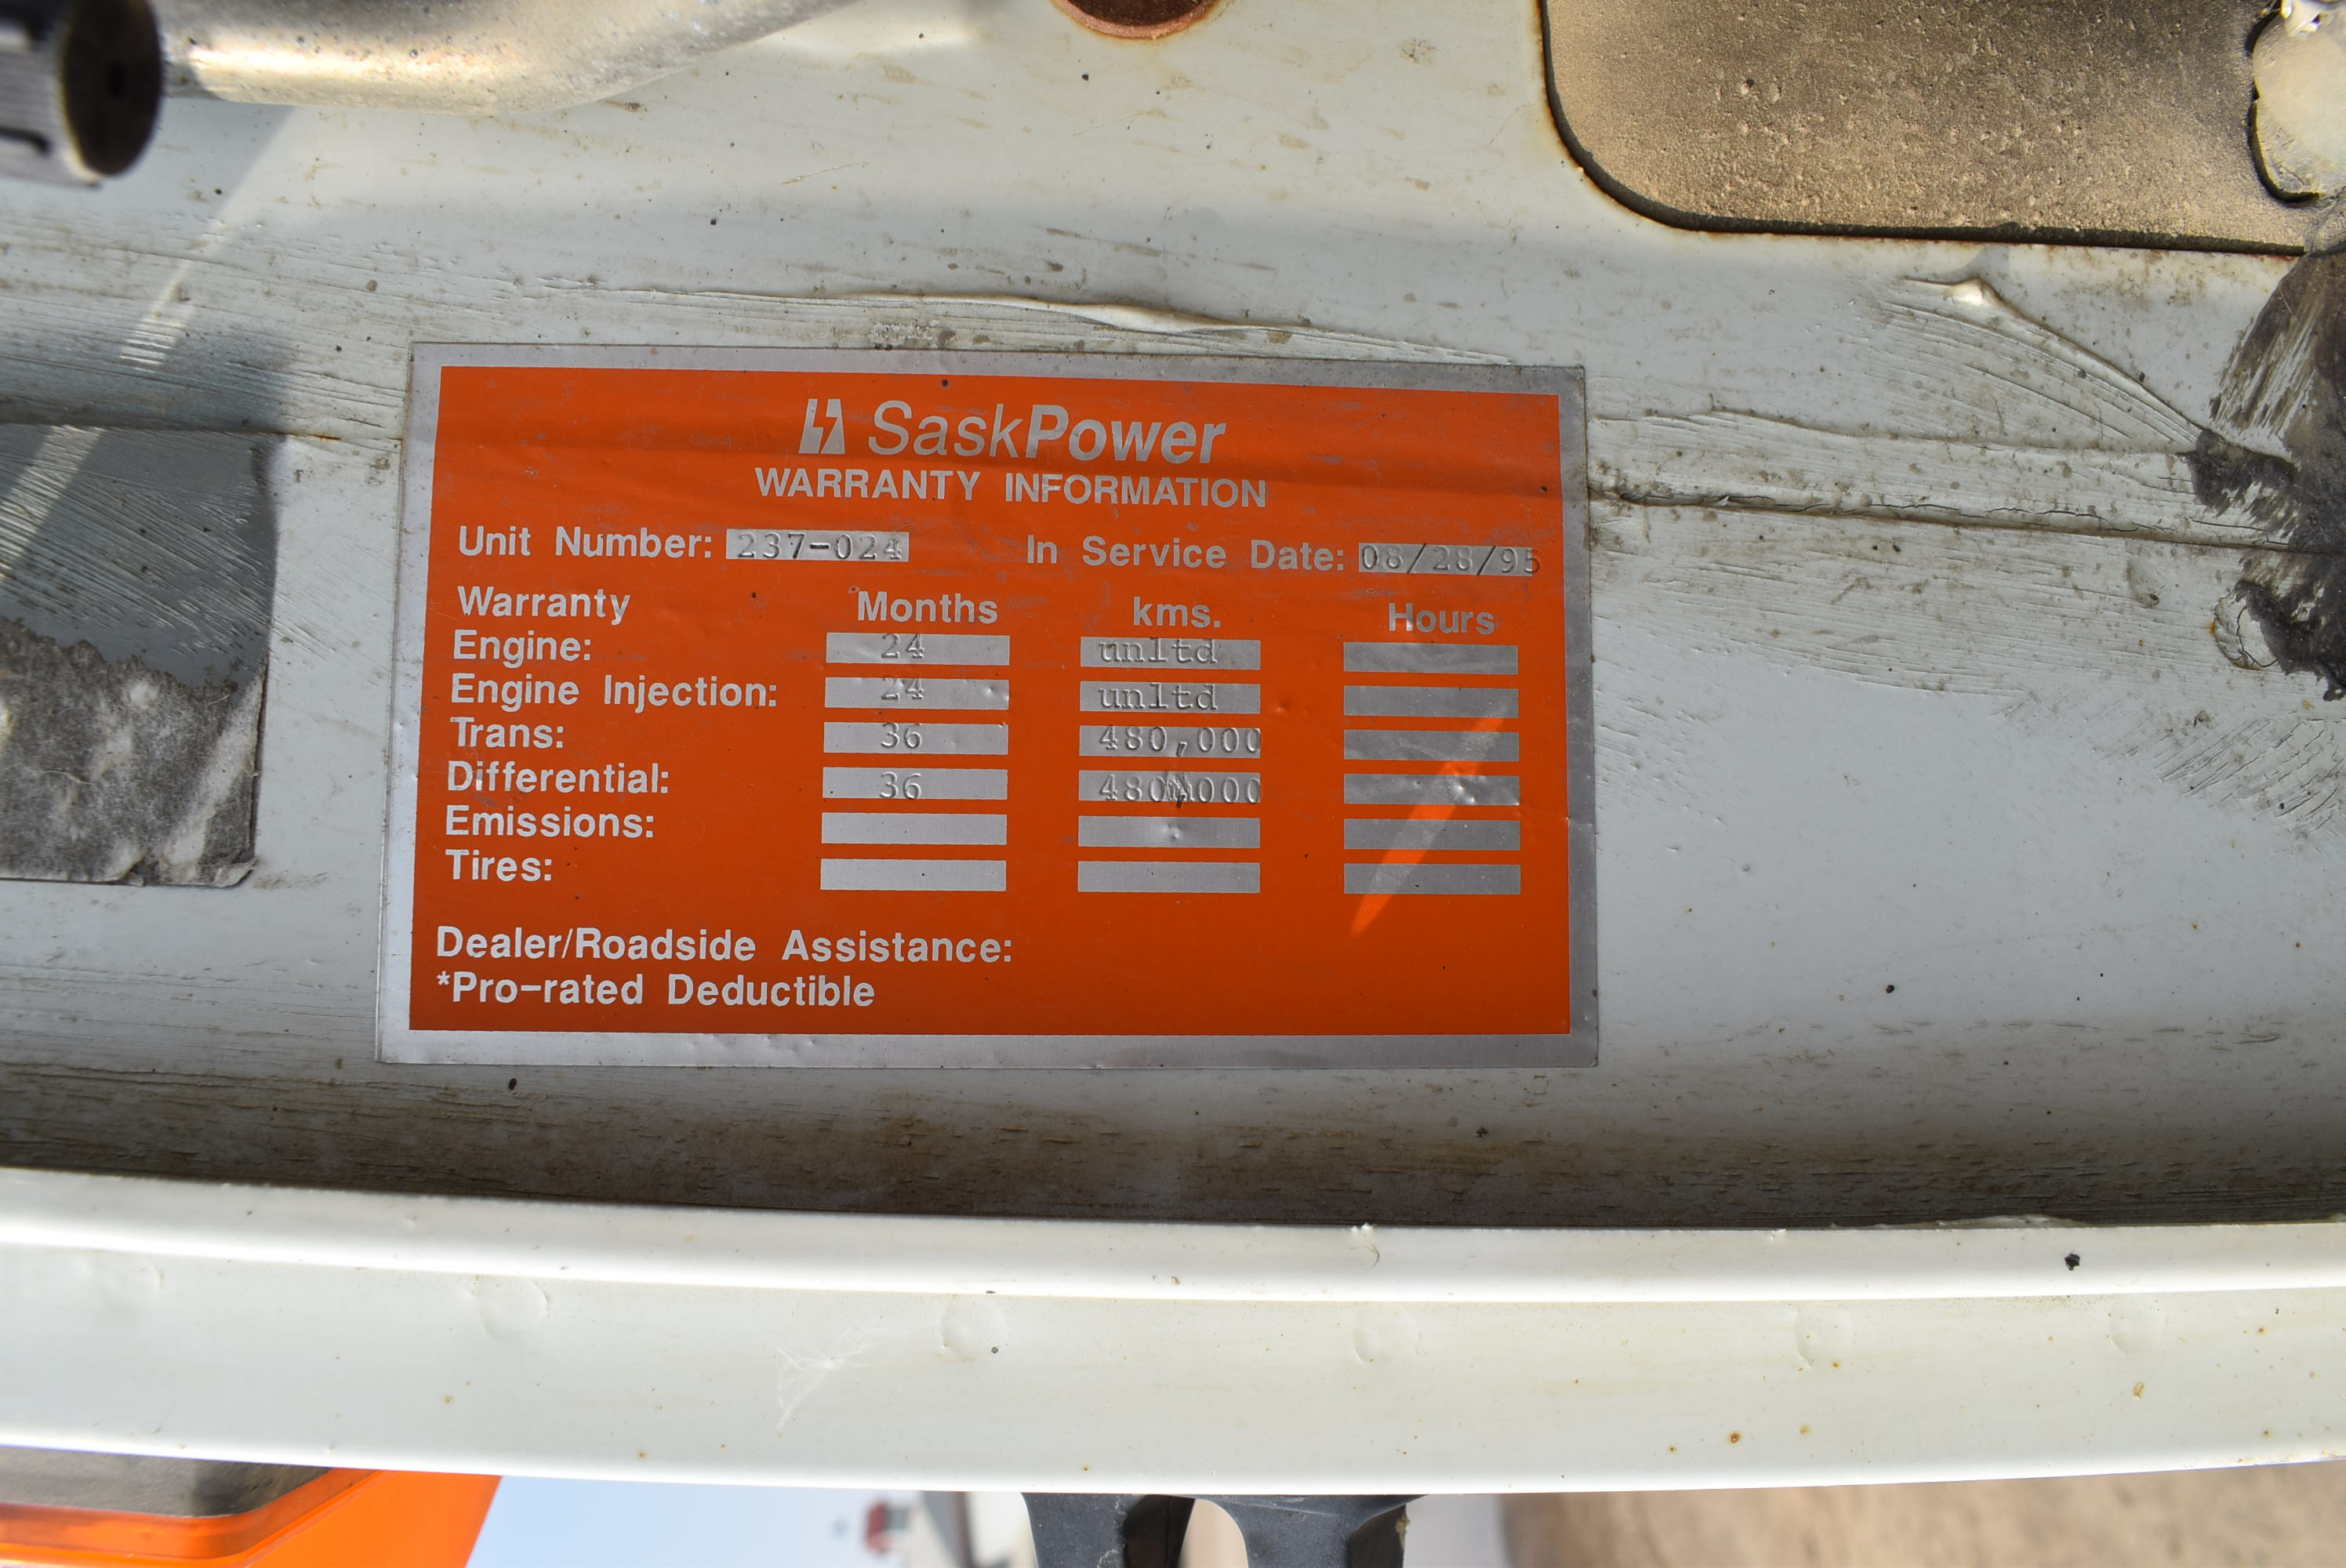 SaskPower
WARRANTY INFORMATION
Unit Number: 237-024 In Service Date: 08/28/95
Warranty Months kms. Hours
Engine: 24 unltd
Engine Injection: 24 unltd
Trans: 36 480,000
Differential: 36 480,000
Emissions:
Tires:
Dealer/Roadside Assistance:
*Pro-rated Deductible